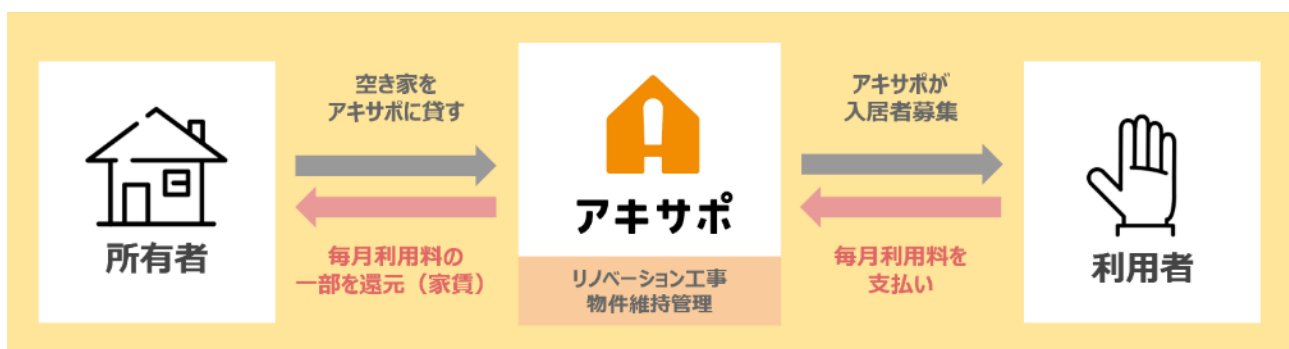 空き家を
アキサポに貸す
アキサポが
入居者募集
所有者
アキサポ
利用者
毎月利用料の
一部を還元（家賃）
リノベーション工事
物件維持管理
毎月利用料を
支払い